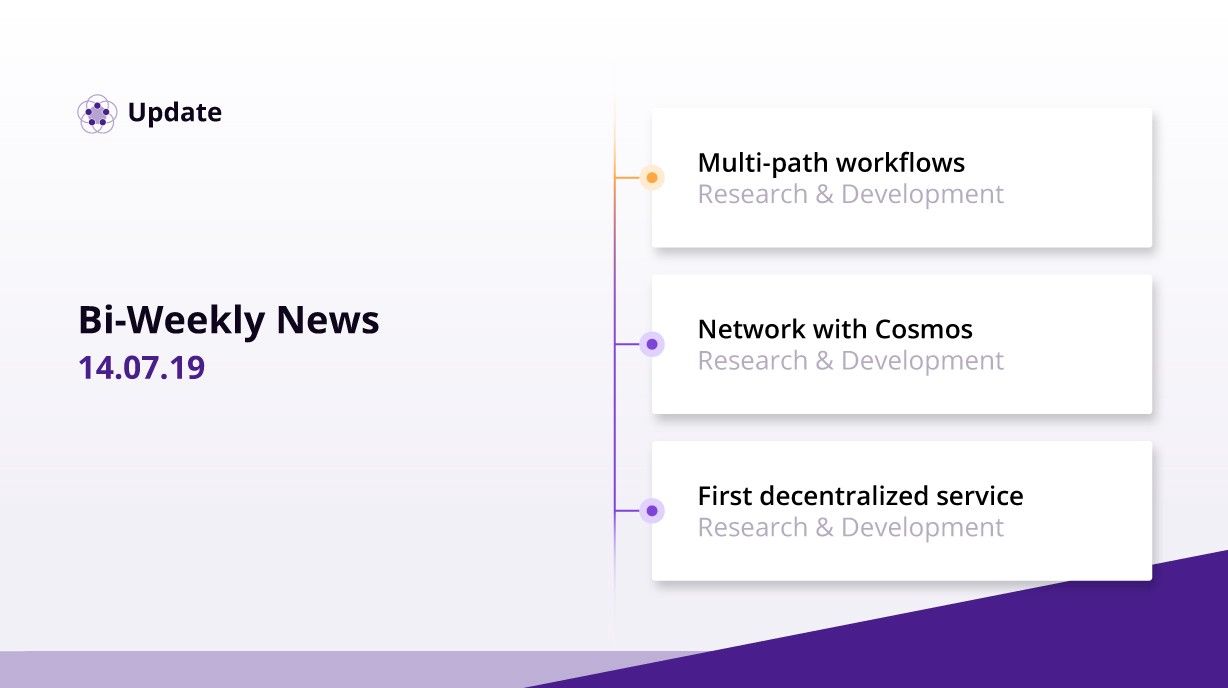 Update
Bi-Weekly News
14.07.19
Multi-path workflows
Research & Development
Network with Cosmos
Research & Development
First decentralized service
Research & Development